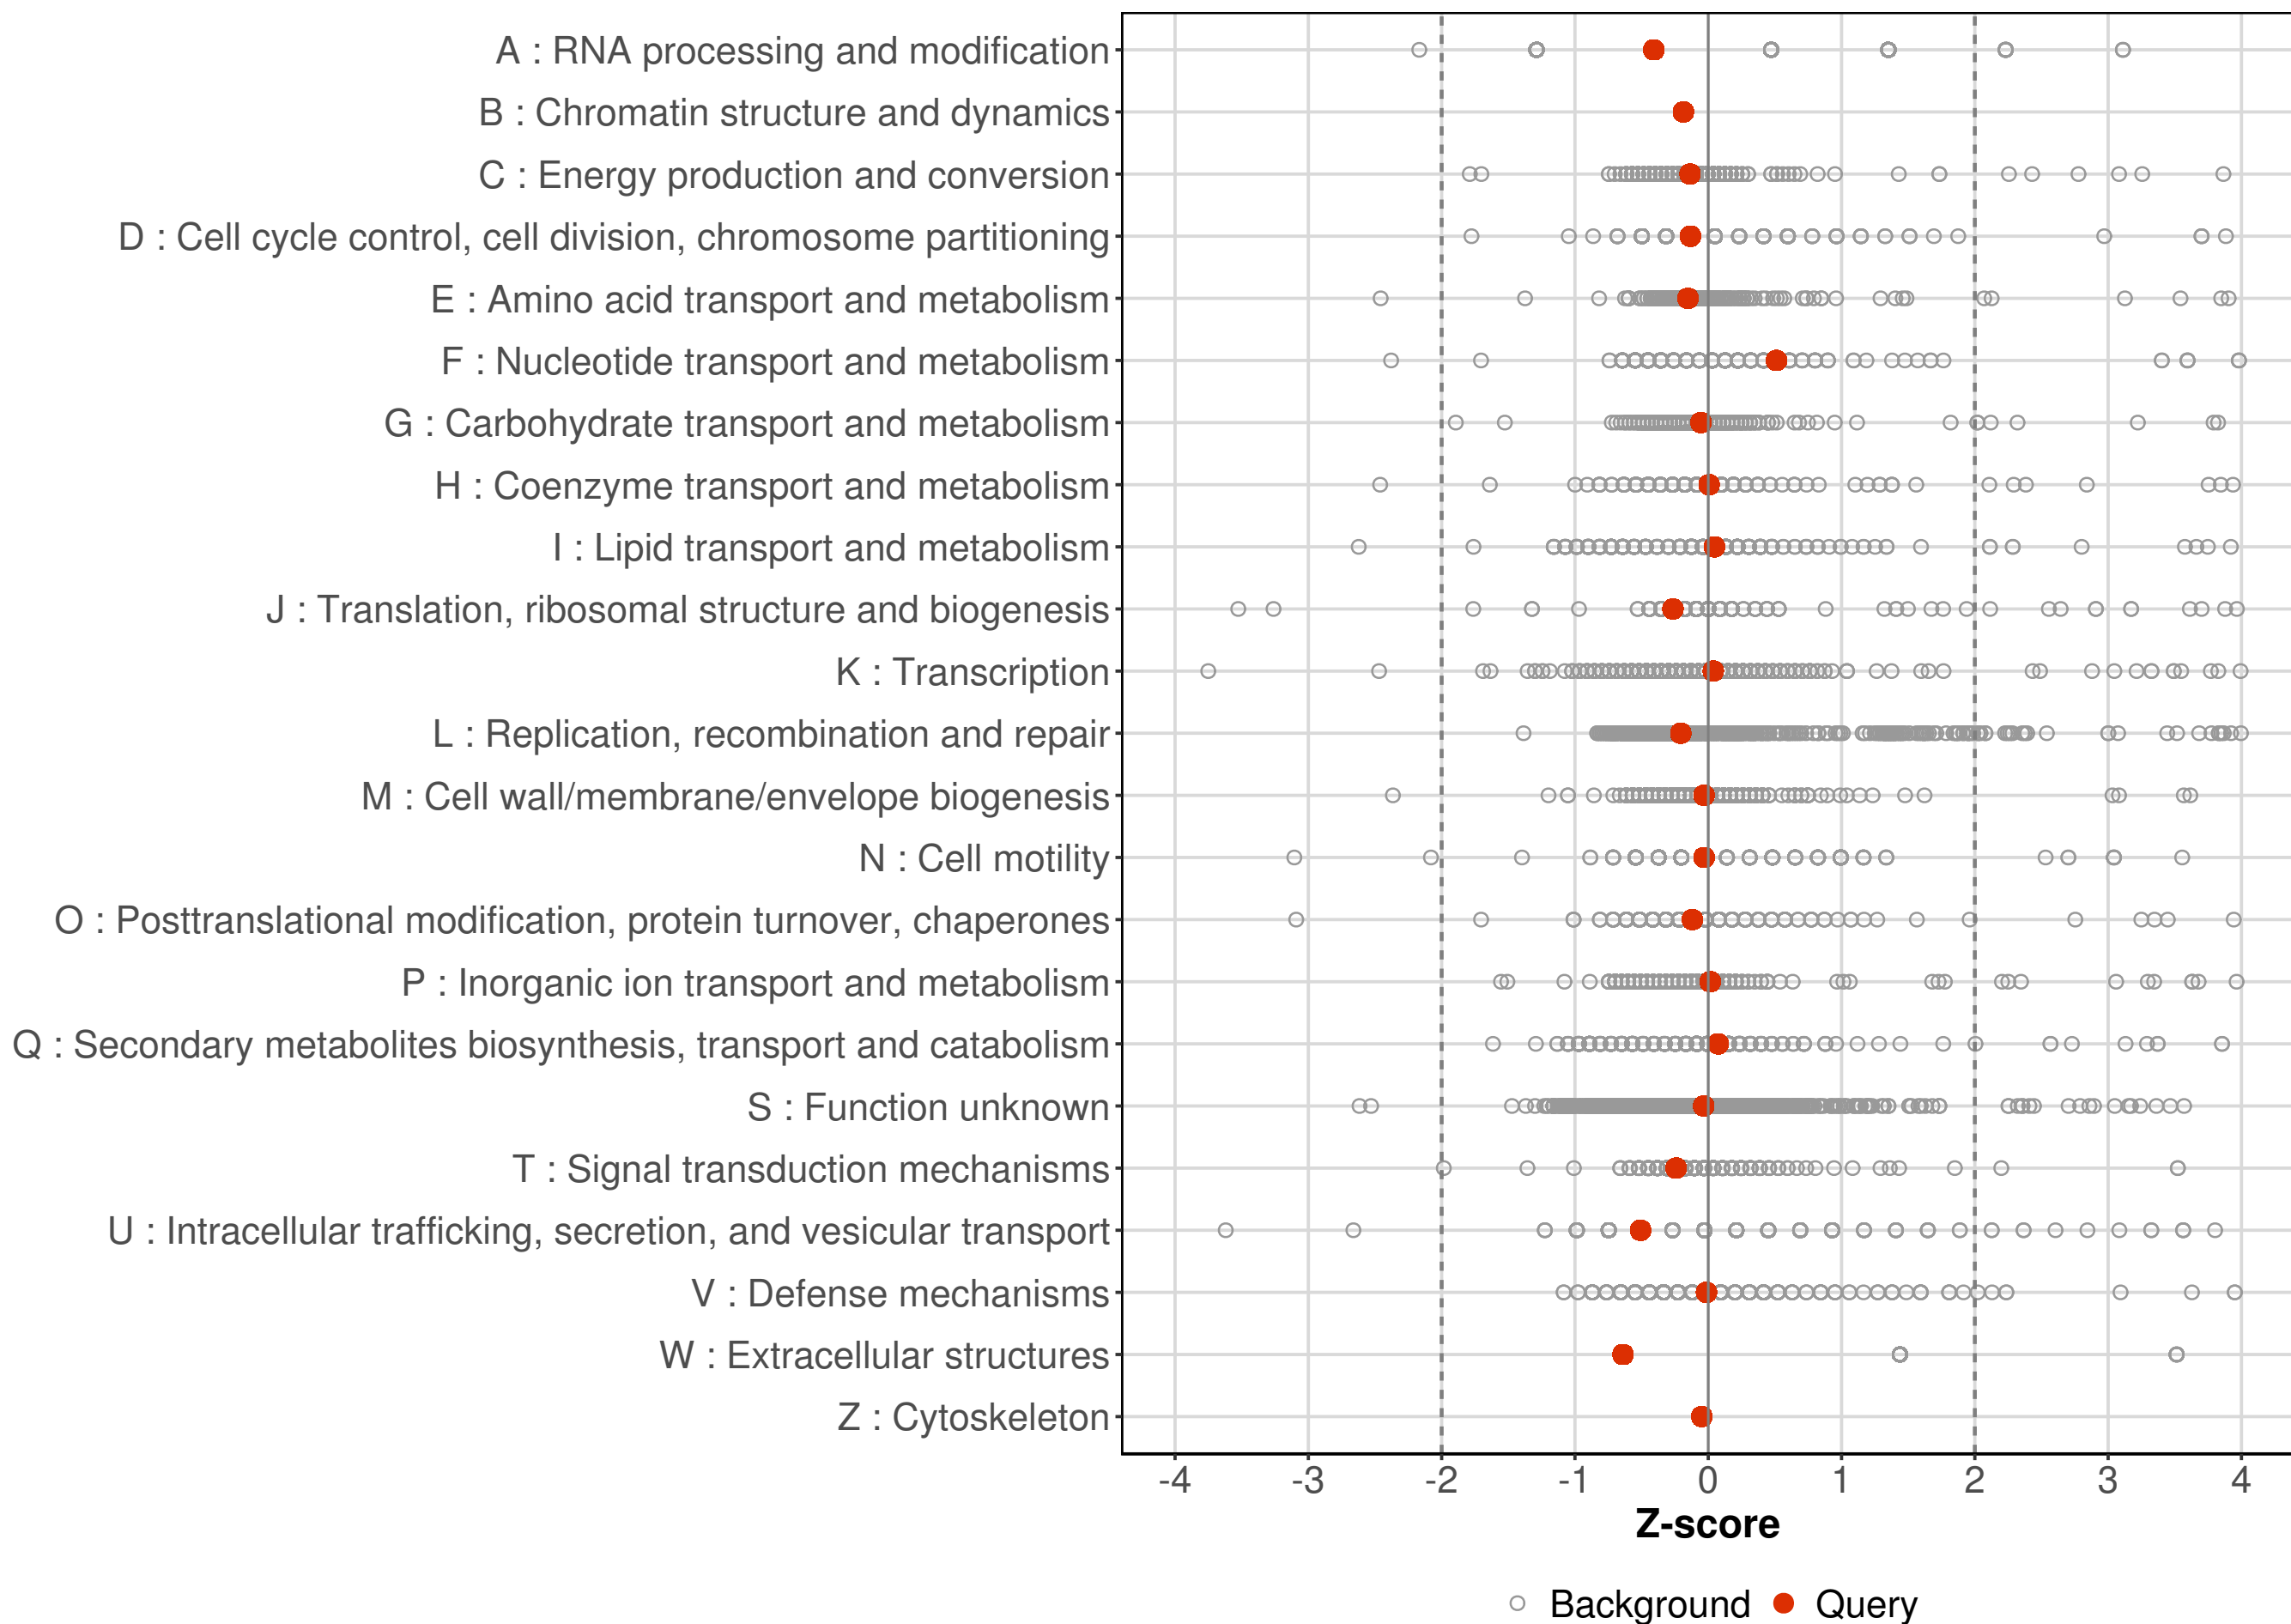 A : RNA processing and modification
B : Chromatin structure and dynamics
C : Energy production and conversion
D : Cell cycle control, cell division, chromosome partitioning
E : Amino acid transport and metabolism
F : Nucleotide transport and metabolism
G : Carbohydrate transport and metabolism
H : Coenzyme transport and metabolism
I : Lipid transport and metabolism
J : Translation, ribosomal structure and biogenesis
K : Transcription
L : Replication, recombination and repair
M : Cell wall/membrane/envelope biogenesis
N : Cell motility
O : Posttranslational modification, protein turnover, chaperones
P : Inorganic ion transport and metabolism
Q : Secondary metabolites biosynthesis, transport and catabolism
S : Function unknown
T : Signal transduction mechanisms
U : Intracellular trafficking, secretion, and vesicular transport
V : Defense mechanisms
W : Extracellular structures
Z : Cytoskeleton
-4 -3 -2 -1 0 1 2 3 4
Z-score
Background Query